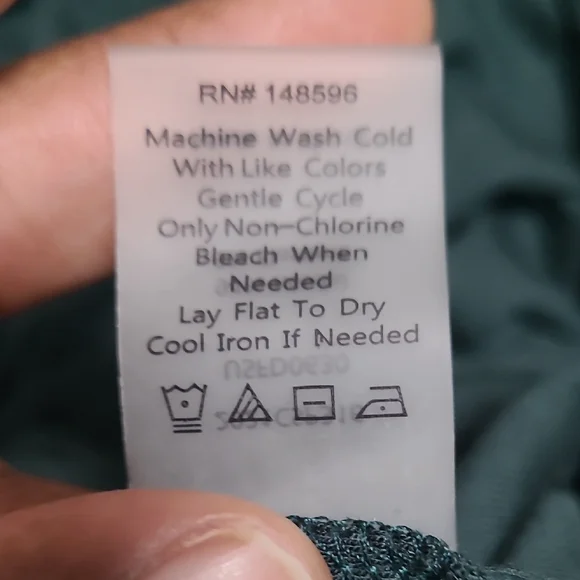 RN# 148596
Machine Wash Cold
With Like Colors
Gentle Cycle
Only Non-Chlorine
Bleach When
Needed
Lay Flat To Dry
Cool Iron If Needed